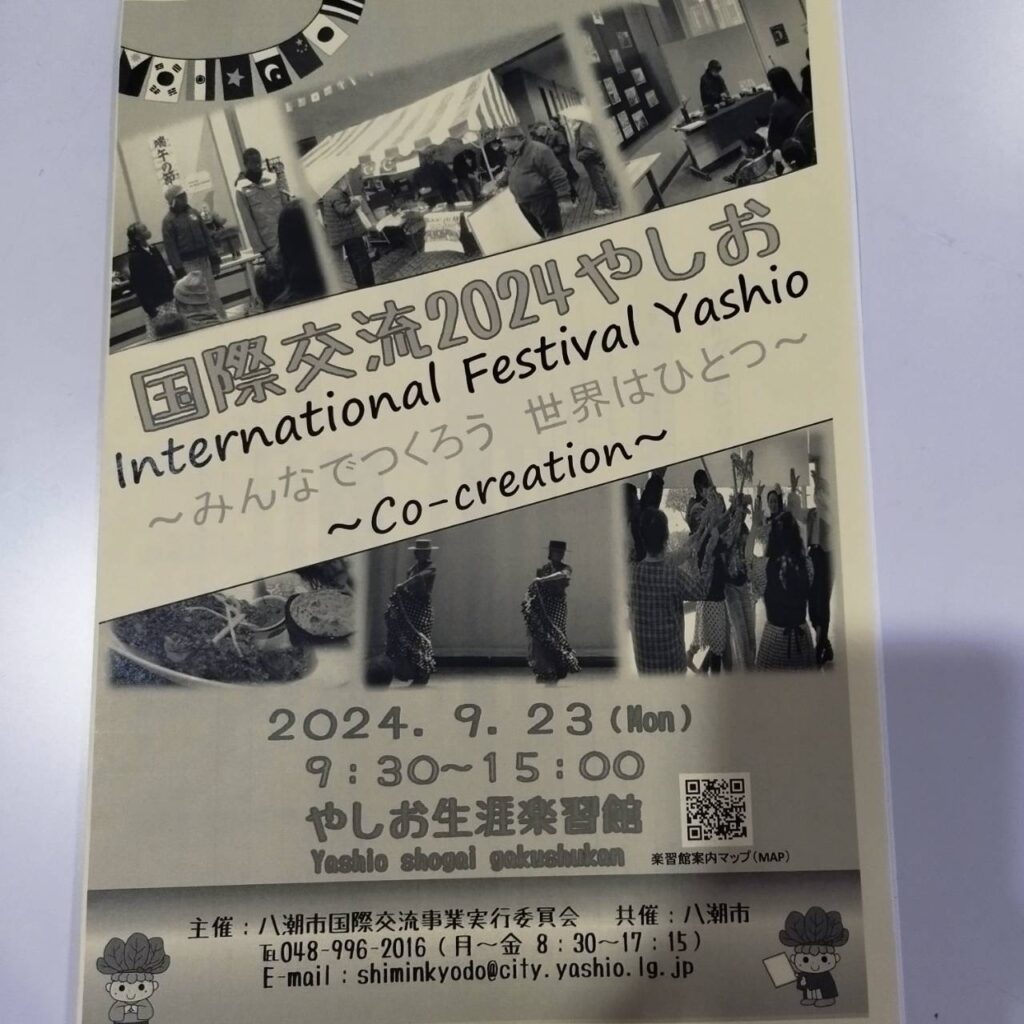 端午の節
国際交流2024やしお
International Festival Yashio
～みんなでつくろう 世界はひとつ～
～Co-creation～
2024. 9. 23 (Mon)
9:30～15:00
やしお生涯楽習館
Yashio shogai gakushukan
楽習館案内マップ(MAP)
主催:八潮市国際交流事業実行委員会 共催:八潮市
℡048-996-2016(月～金 8:30～17:15)
E-mail:shiminkyodo@city.yashio.lg.jp